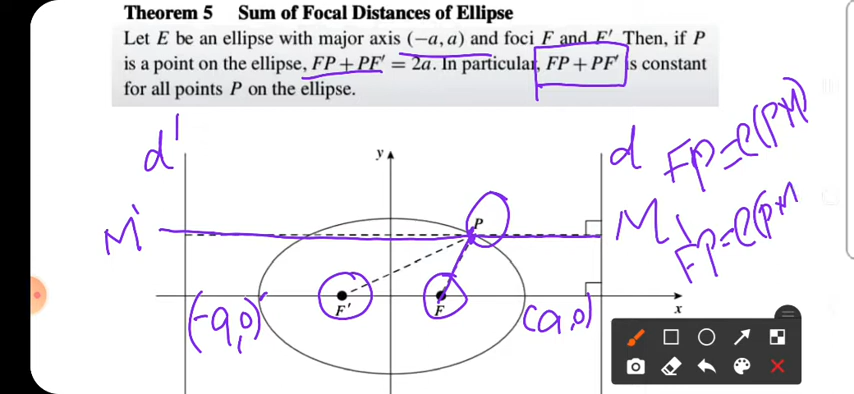 Theorem 5 Sum of Focal Distances of Ellipse
Let E be an ellipse with major axis (−a, a) and foci F and F′. Then, if P
is a point on the ellipse, FP + PF′ = 2a. In particular, FP + PF′ is constant
for all points P on the ellipse.
d'
y
d
FP=e(PM)
P
M'
M
FP=e(PM
F'
F
(-a,0)
(a,0)
x